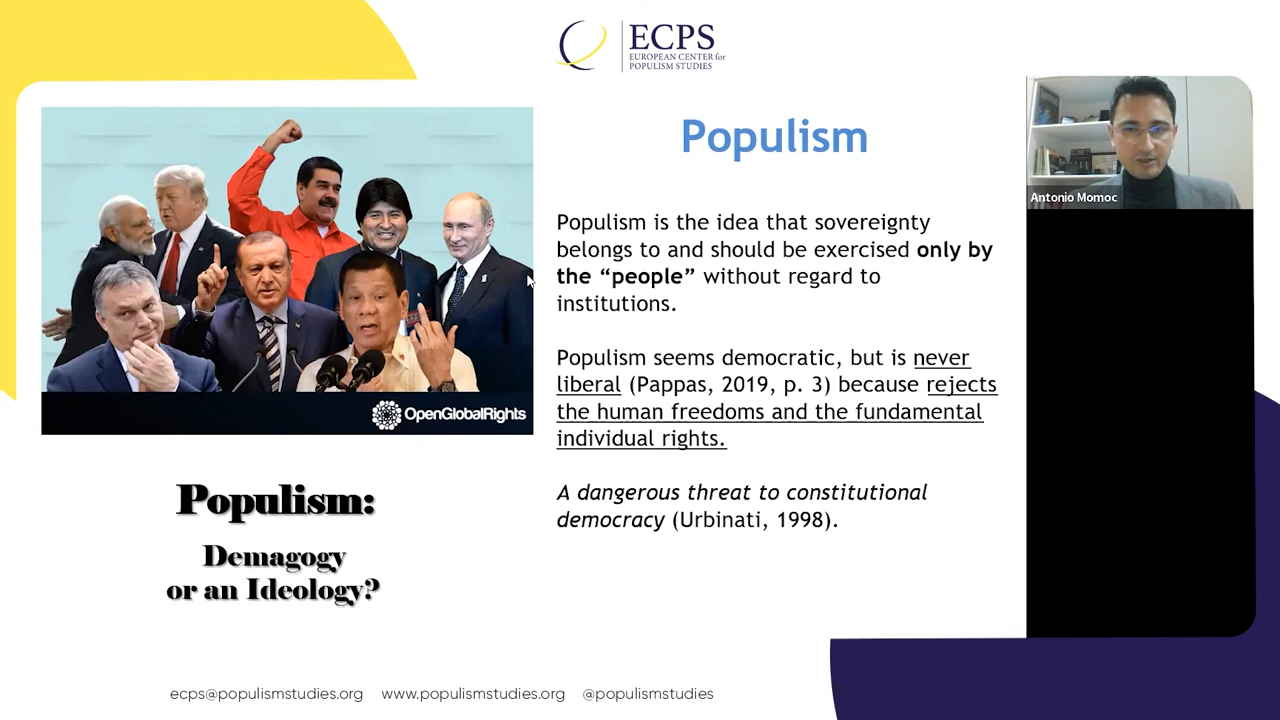 ECPS
EUROPEAN CENTER for
POPULISM STUDIES
OpenGlobalRights
Populism:
Demagogy
or an Ideology?
Populism
Populism is the idea that sovereignty
belongs to and should be exercised only by
the “people” without regard to
institutions.
Populism seems democratic, but is never
liberal (Pappas, 2019, p. 3) because rejects
the human freedoms and the fundamental
individual rights.
A dangerous threat to constitutional
democracy (Urbinati, 1998).
Antonio Momoc
ecps@populismstudies.org www.populismstudies.org @populismstudies